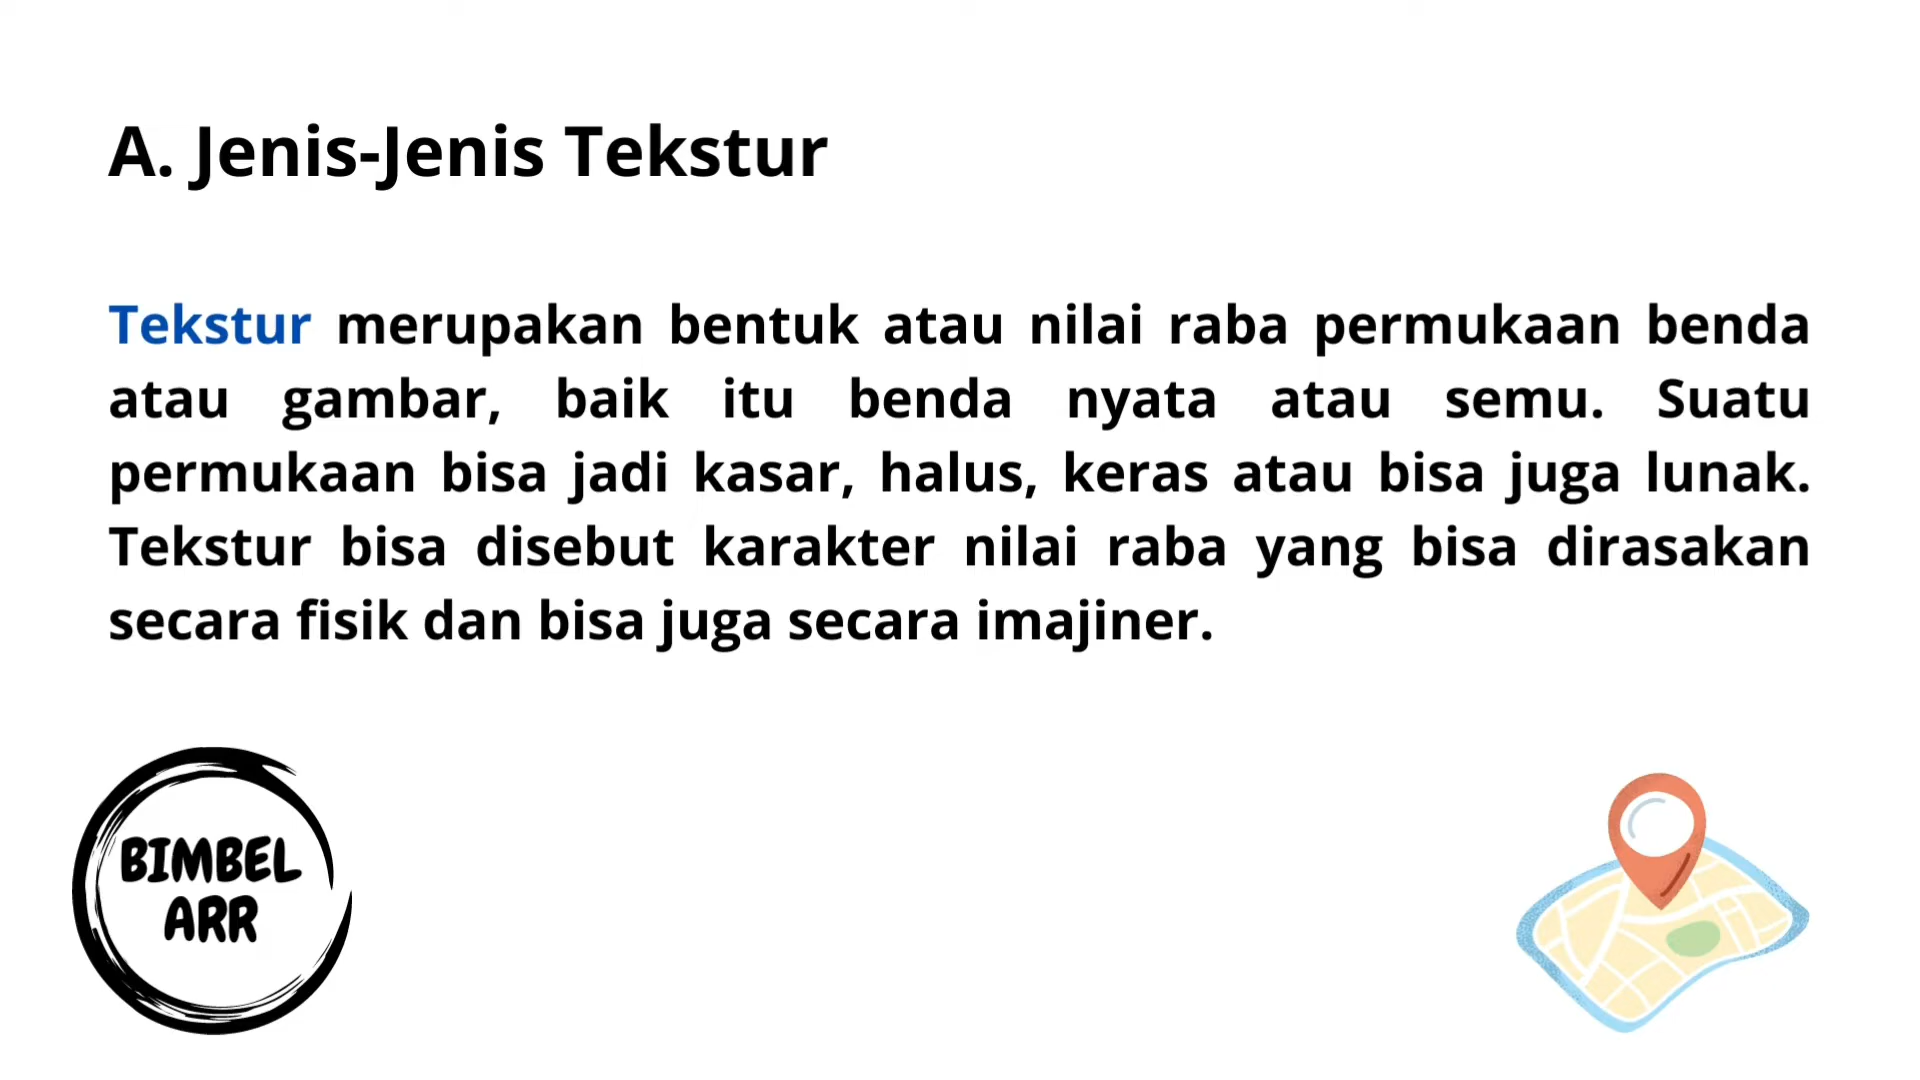 A. Jenis-Jenis Tekstur
Tekstur merupakan bentuk atau nilai raba permukaan benda
atau gambar, baik itu benda nyata atau semu. Suatu
permukaan bisa jadi kasar, halus, keras atau bisa juga lunak.
Tekstur bisa disebut karakter nilai raba yang bisa dirasakan
secara fisik dan bisa juga secara imajiner.
BIMBEL
ARR